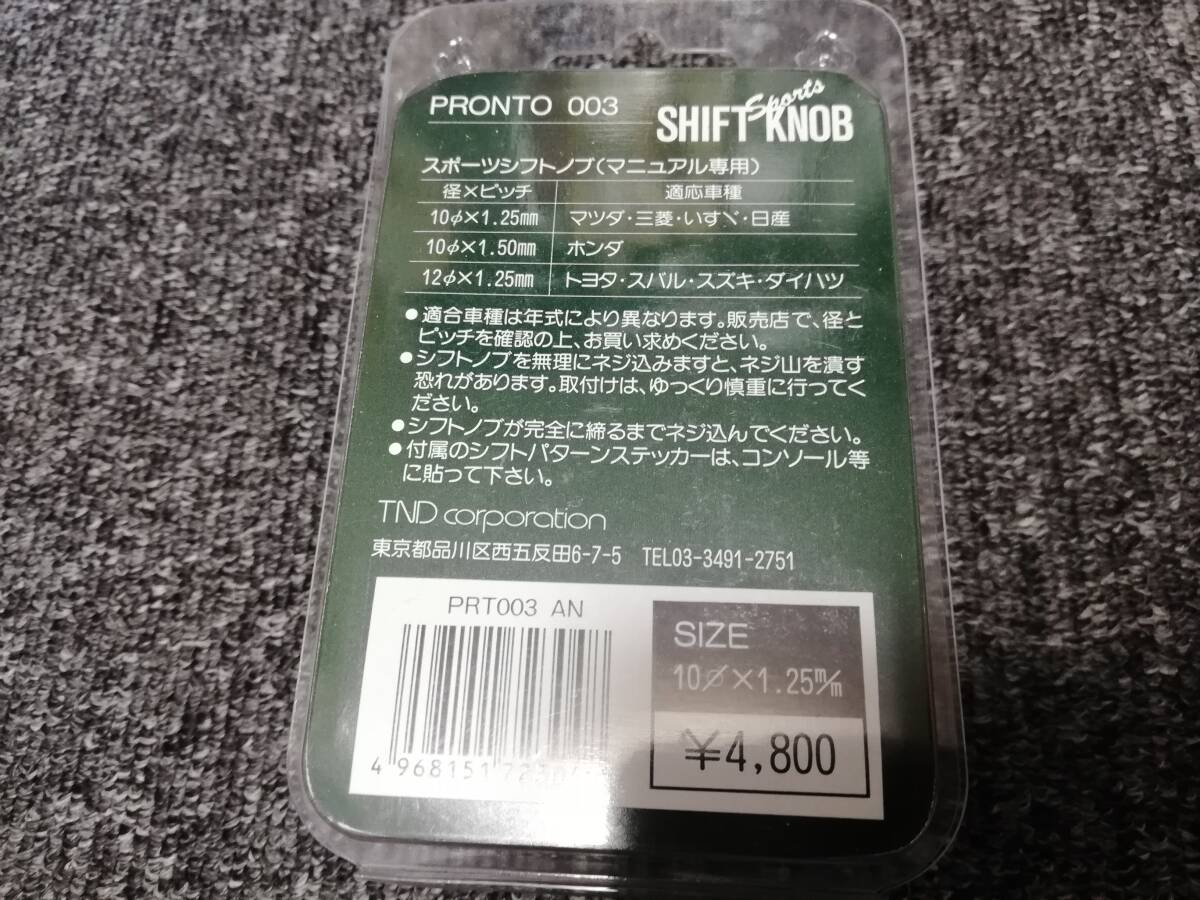 PRONTO 003
Sports
SHIFT KNOB
スポーツシフトノブ(マニュアル専用)
径×ピッチ 適応車種
10φ×1.25㎜ マツダ・三菱・いすゞ・日産
10φ×1.50㎜ ホンダ
12φ×1.25㎜ トヨタ・スバル・スズキ・ダイハツ
●適合車種は年式により異なります。販売店で、径と
ピッチを確認の上、お買い求めください。
●シフトノブを無理にネジ込みますと、ネジ山を潰す
恐れがあります。取付けは、ゆっくり慎重に行ってく
ださい。
●シフトノブが完全に締るまでネジ込んでください。
●付属のシフトパターンステッカーは、コンソール等
に貼って下さい。
TND corporation
東京都品川区西五反田6-7-5 TEL03-3491-2751
PRT003 AN
4 968151
SIZE
10φ×1.25m/m
¥4,800